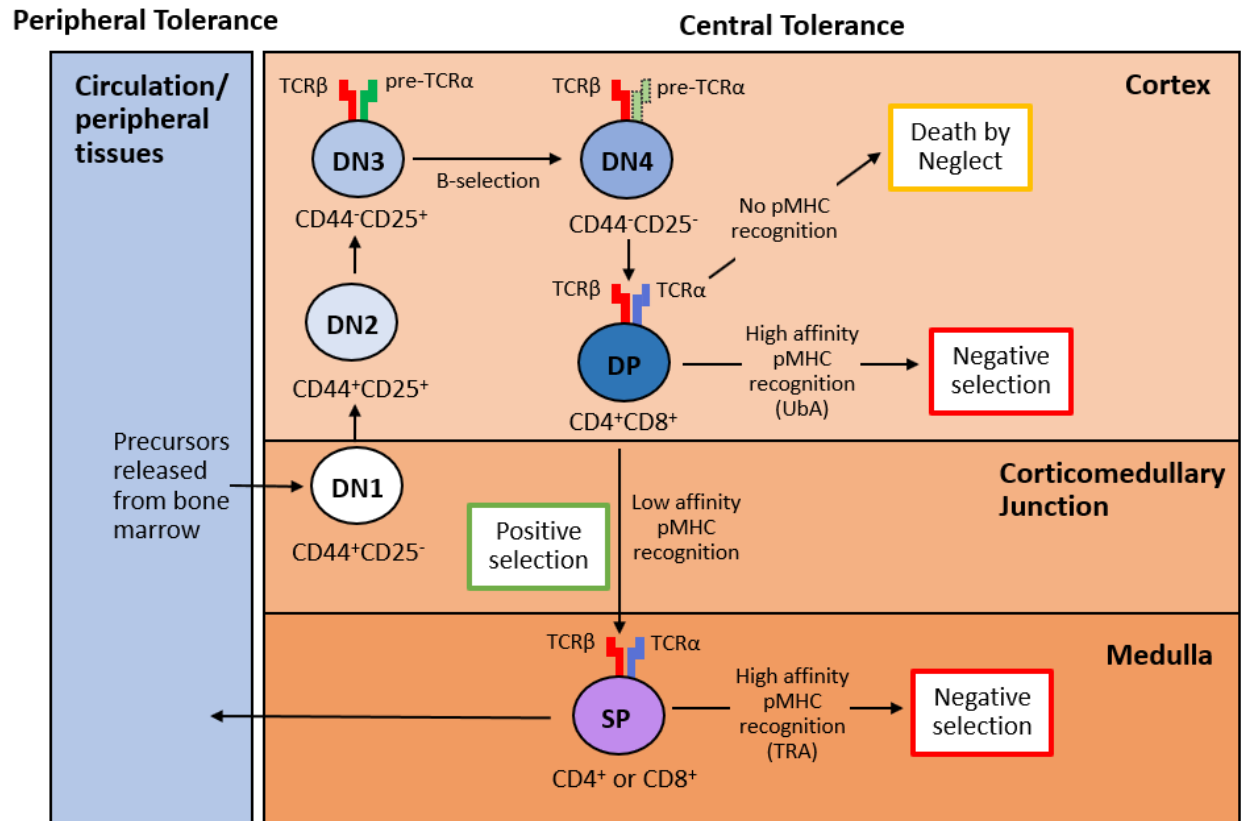 Peripheral Tolerance
Central Tolerance
Circulation/
peripheral
tissues
Cortex
TCRβ
pre-TCRα
DN3
CD44⁻CD25⁺
B-selection
TCRβ
pre-TCRα
DN4
CD44⁻CD25⁻
Death by
Neglect
No pMHC
recognition
DN2
CD44⁺CD25⁺
TCRβ
TCRα
DP
CD4⁺CD8⁺
High affinity
pMHC
recognition
(UbA)
Negative
selection
Precursors
released
from bone
marrow
DN1
CD44⁺CD25⁻
Corticomedullary
Junction
Positive
selection
Low affinity
pMHC
recognition
Medulla
TCRβ
TCRα
SP
CD4⁺ or CD8⁺
High affinity
pMHC
recognition
(TRA)
Negative
selection